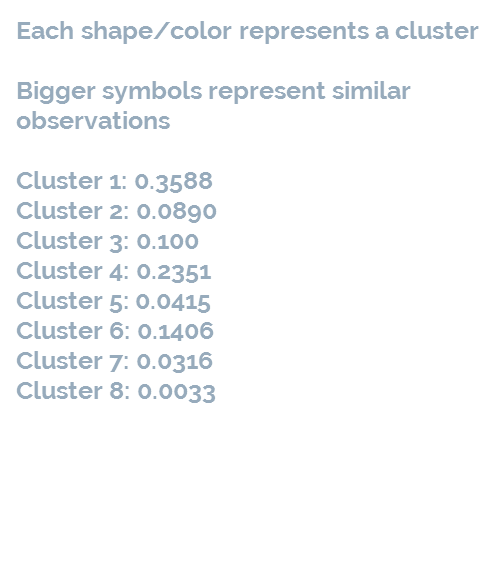 Each shape/color represents a cluster
Bigger symbols represent similar
observations
Cluster 1: 0.3588
Cluster 2: 0.0890
Cluster 3: 0.100
Cluster 4: 0.2351
Cluster 5: 0.0415
Cluster 6: 0.1406
Cluster 7: 0.0316
Cluster 8: 0.0033